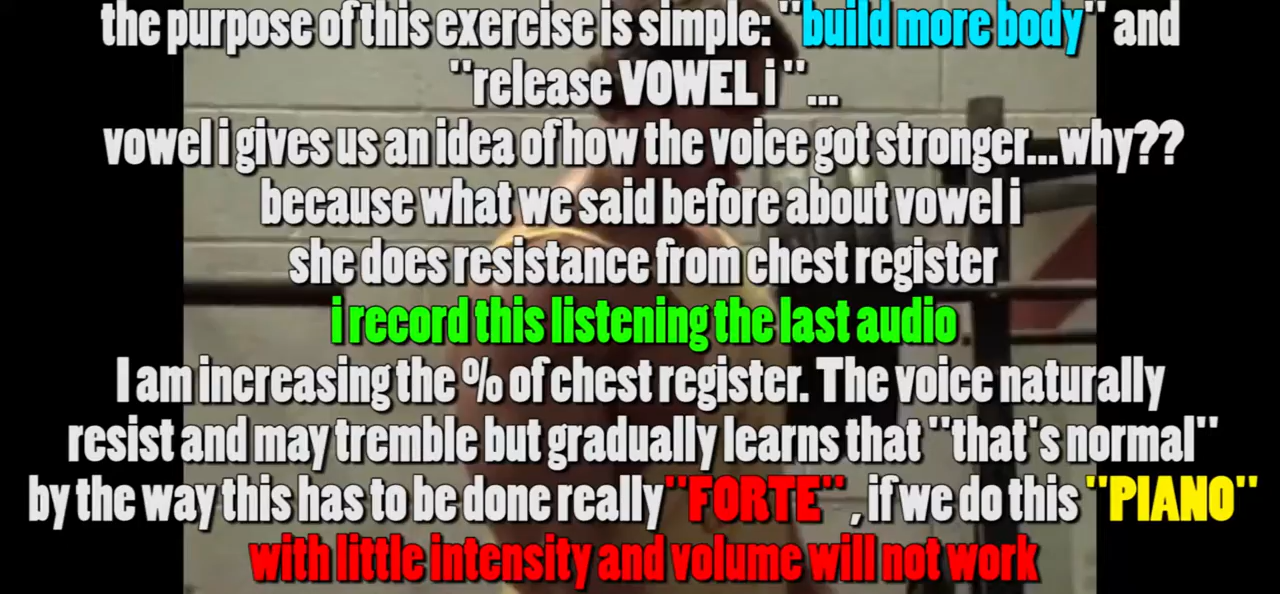 the purpose of this exercise is simple: "build more body" and
"release VOWEL i "...
vowel i gives us an idea of how the voice got stronger...why??
because what we said before about vowel i
she does resistance from chest register
i record this listening the last audio
I am increasing the % of chest register. The voice naturally
resist and may tremble but gradually learns that "that's normal"
by the way this has to be done really "FORTE" , if we do this "PIANO"
with little intensity and volume will not work